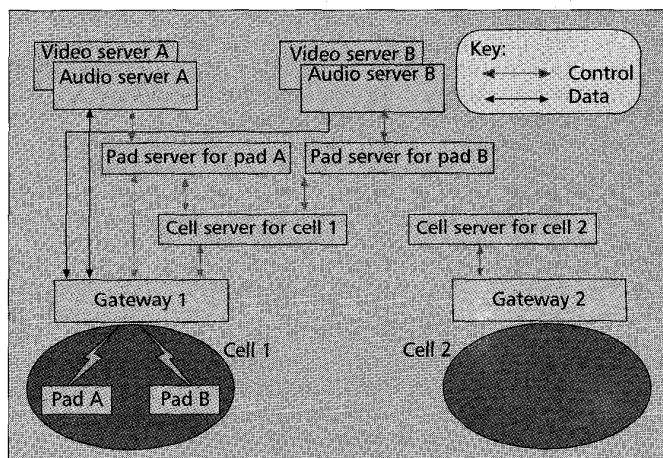 Video server A
Audio server A
Video server B
Audio server B
Key:
Control
Data
Pad server for pad A
Pad server for pad B
Cell server for cell 1
Cell server for cell 2
Gateway 1
Gateway 2
Cell 1
Cell 2
Pad A
Pad B